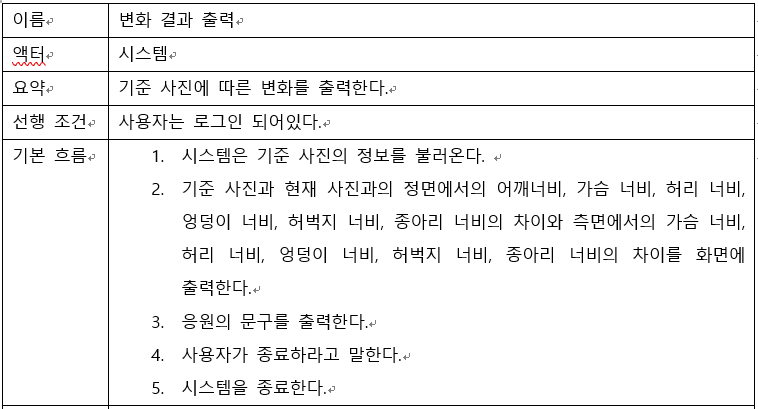 이름 변화 결과 출력
액터 시스템
요약 기준 사진에 따른 변화를 출력한다.
선행 조건 사용자는 로그인 되어있다.
기본 흐름 1. 시스템은 기준 사진의 정보를 불러온다.
2. 기준 사진과 현재 사진과의 정면에서의 어깨너비, 가슴 너비, 허리 너비,
엉덩이 너비, 허벅지 너비, 종아리 너비의 차이와 측면에서의 가슴 너비,
허리 너비, 엉덩이 너비, 허벅지 너비, 종아리 너비의 차이를 화면에
출력한다.
3. 응원의 문구를 출력한다.
4. 사용자가 종료하라고 말한다.
5. 시스템을 종료한다.